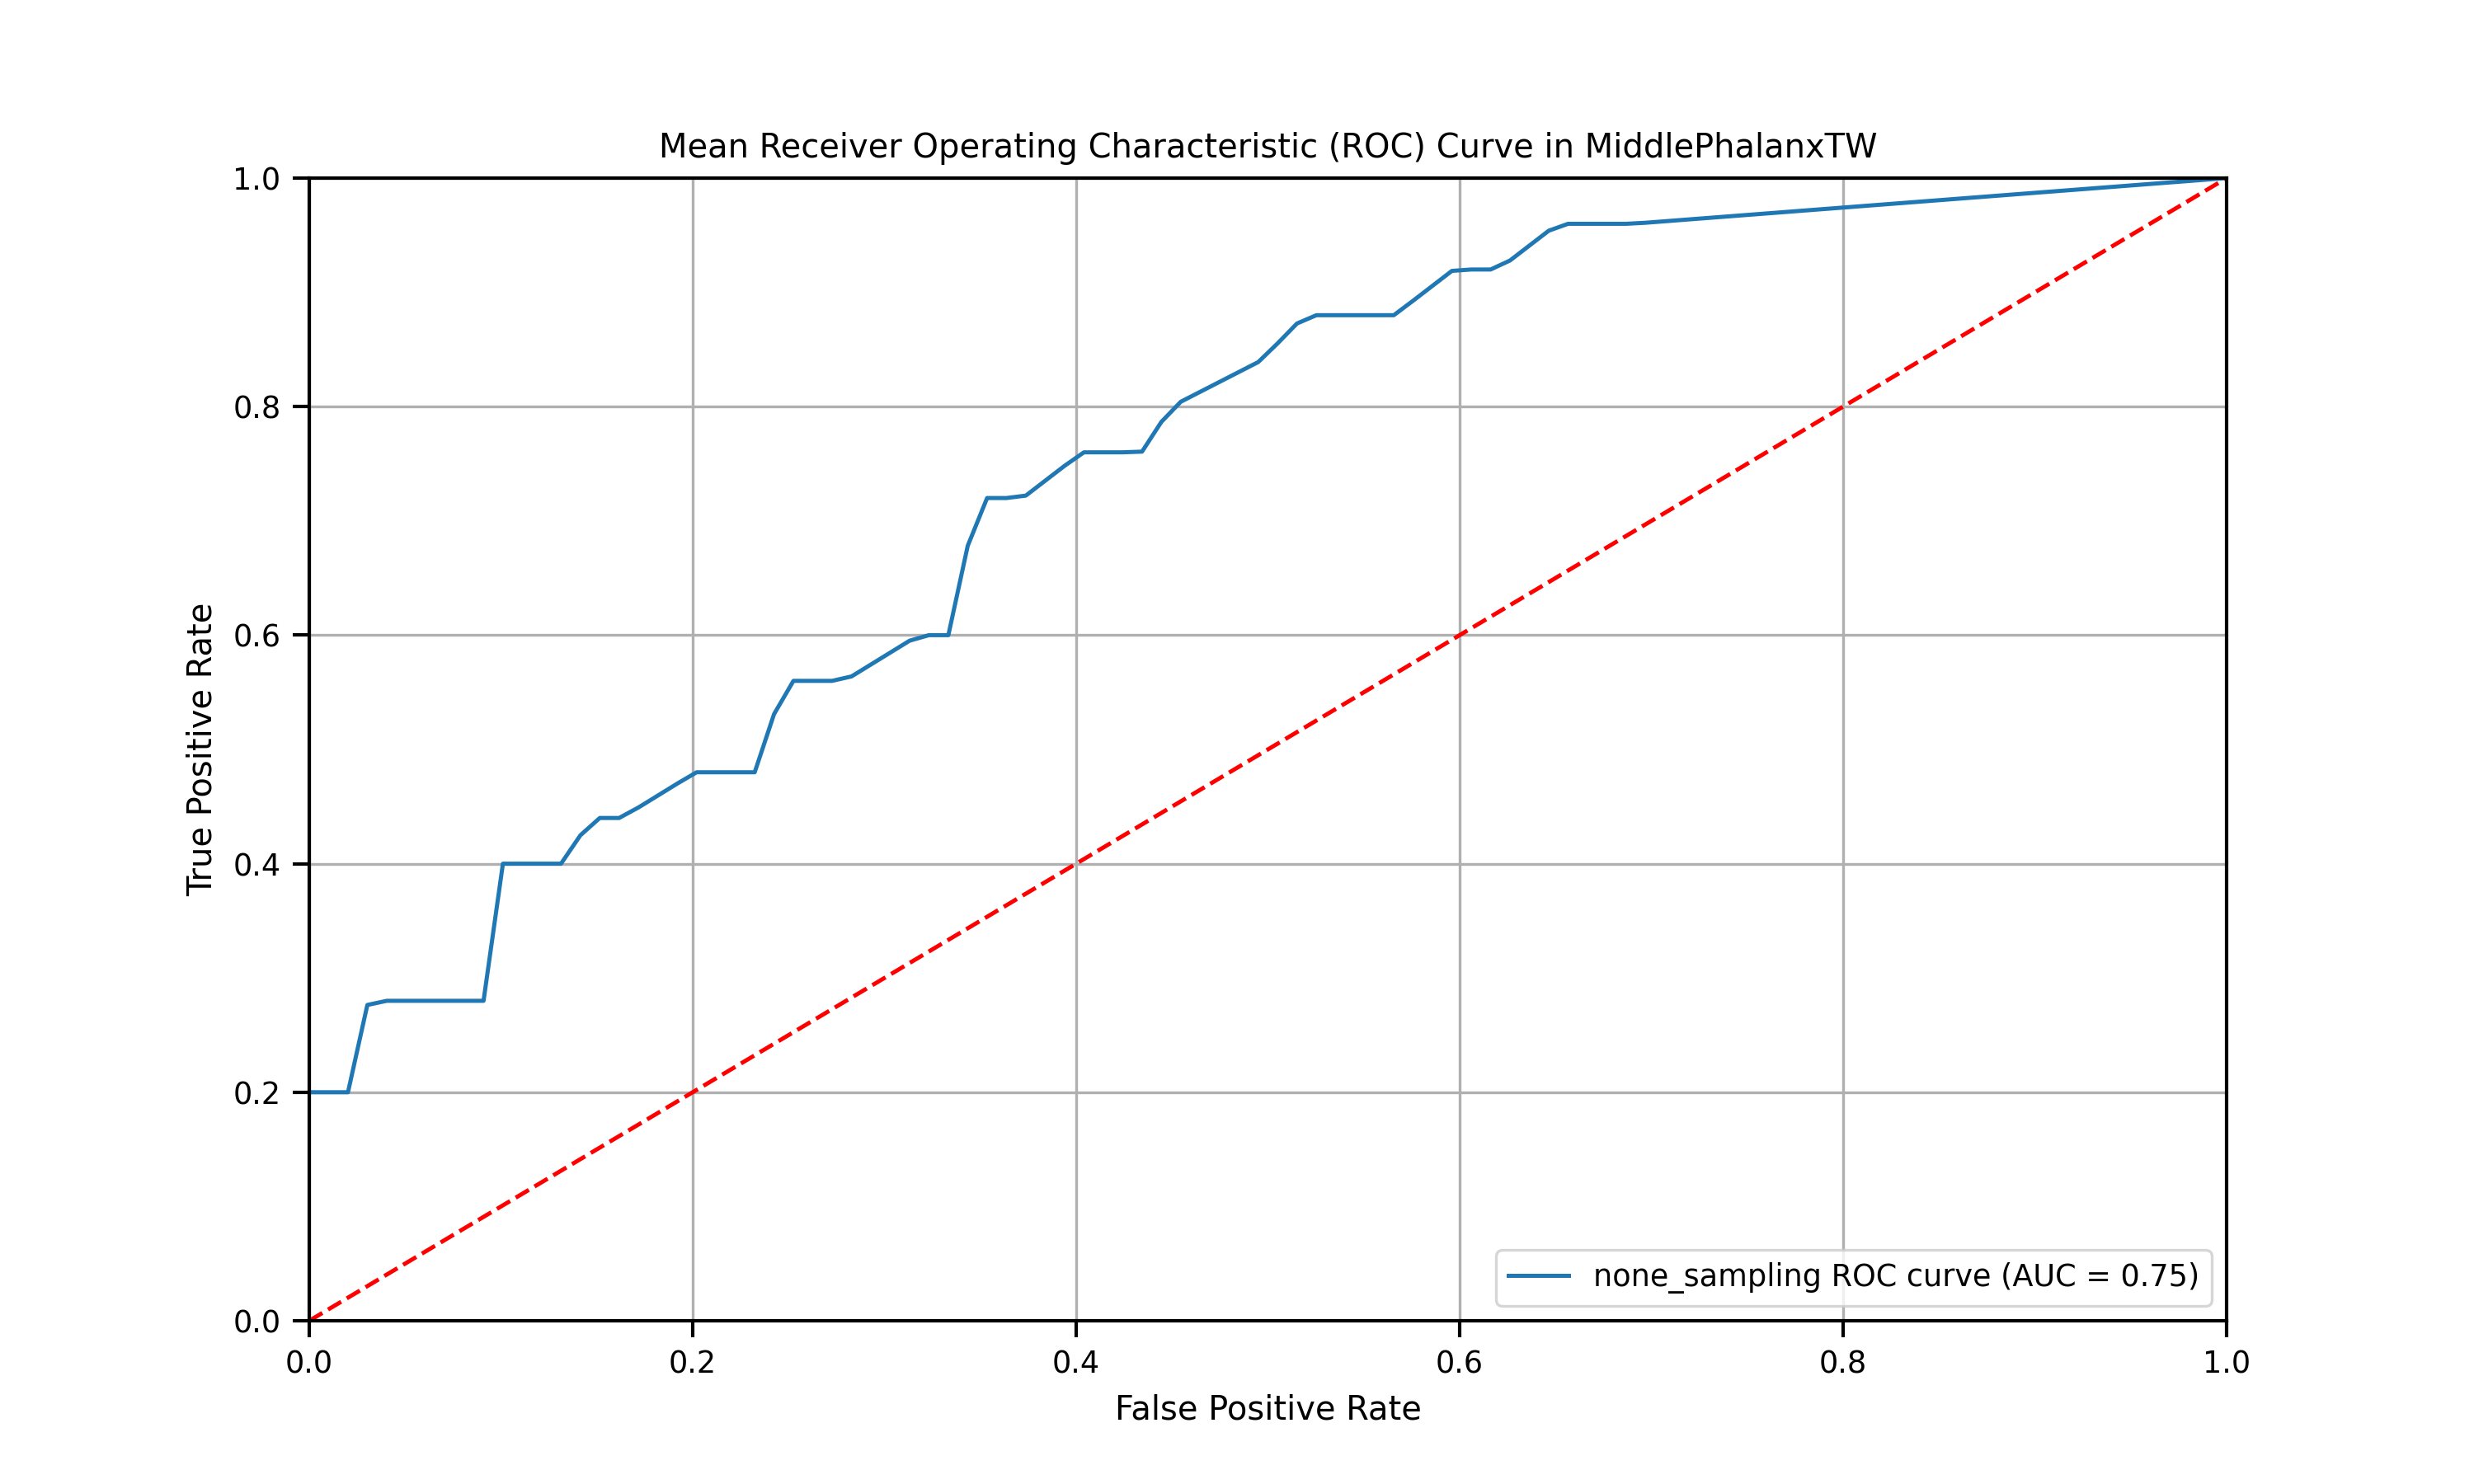 Mean Receiver Operating Characteristic (ROC) Curve in MiddlePhalanxTW
1.0
0.8
0.6
0.4
0.2
0.0
True Positive Rate
none_sampling ROC curve (AUC = 0.75)
0.0 0.2 0.4 0.6 0.8 1.0
False Positive Rate